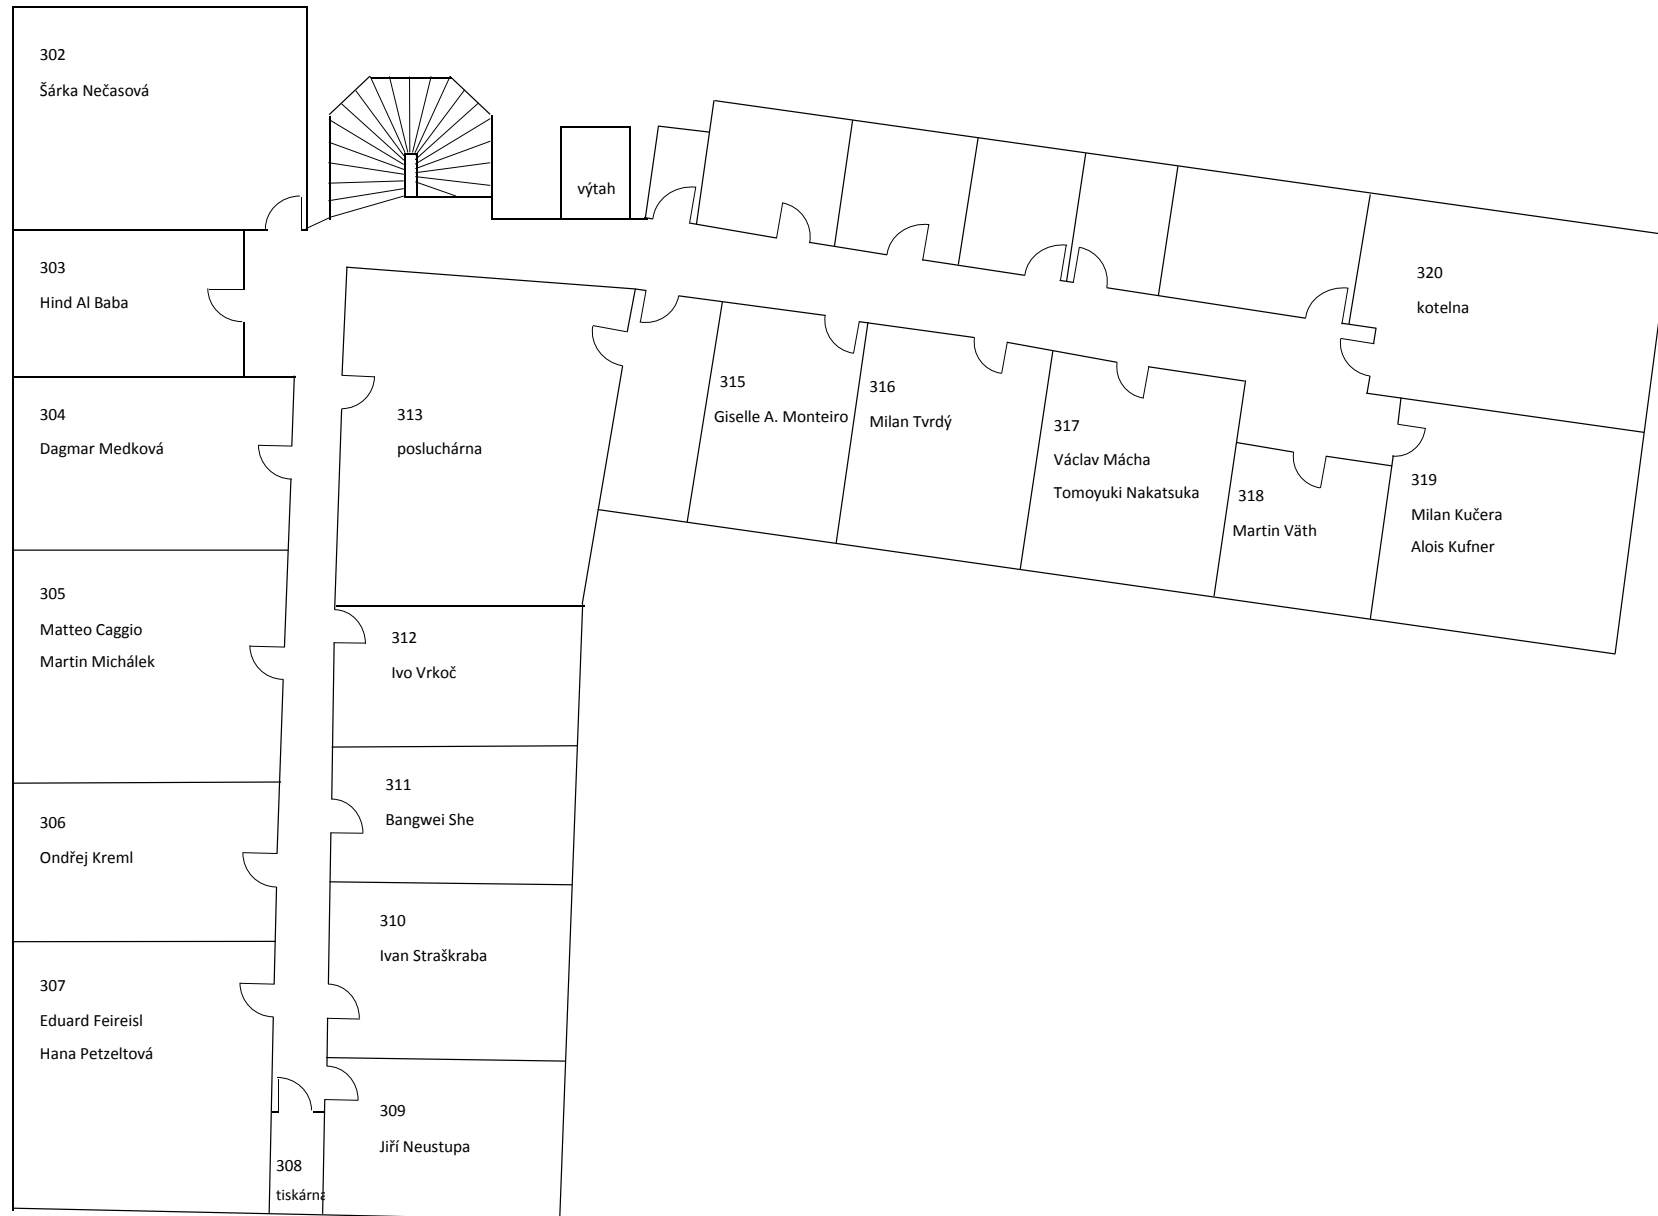 302
Šárka Nečasová
výtah
303
Hind Al Baba
320
kotelna
304
Dagmar Medková
313
posluchárna
315
Giselle A. Monteiro
316
Milan Tvrdý
317
Václav Mácha
Tomoyuki Nakatsuka
318
Martin Väth
319
Milan Kučera
Alois Kufner
305
Matteo Caggio
Martin Michálek
312
Ivo Vrkoč
311
Bangwei She
306
Ondřej Kreml
310
Ivan Straškraba
307
Eduard Feireisl
Hana Petzeltová
309
Jiří Neustupa
308
tiskárna